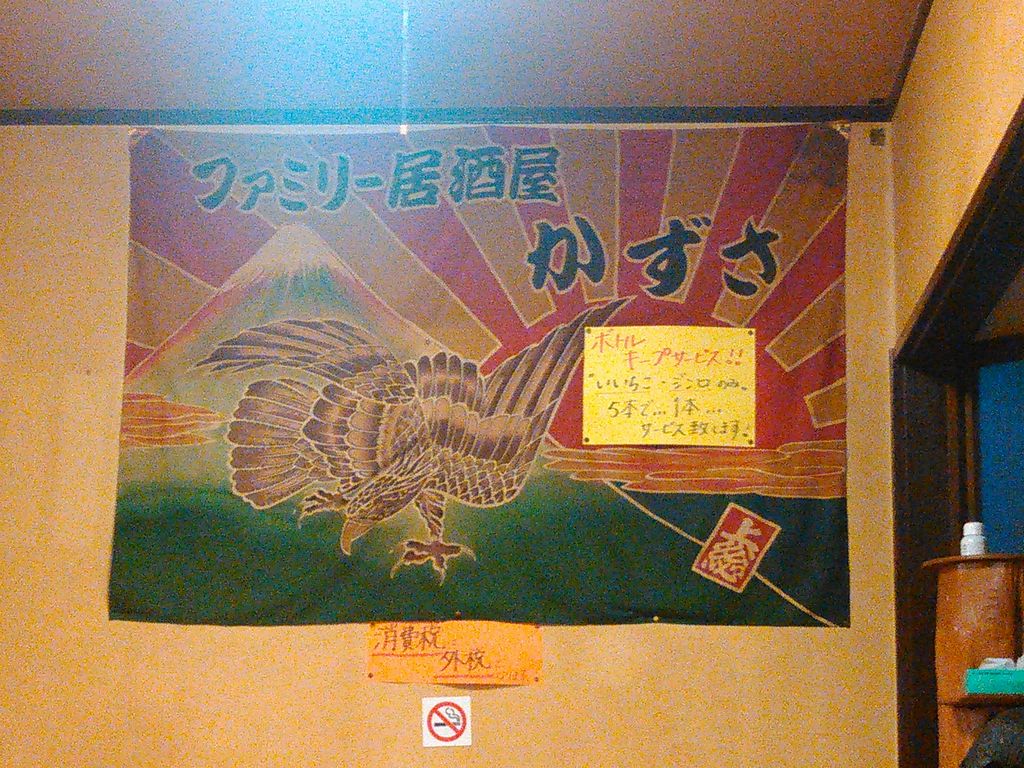 ファミリー居酒屋
かずさ
ボトル
キープサービス!!
"いいちこ・ジンロのみ"
5本で…1本…
サービス致します!
消費税
外税